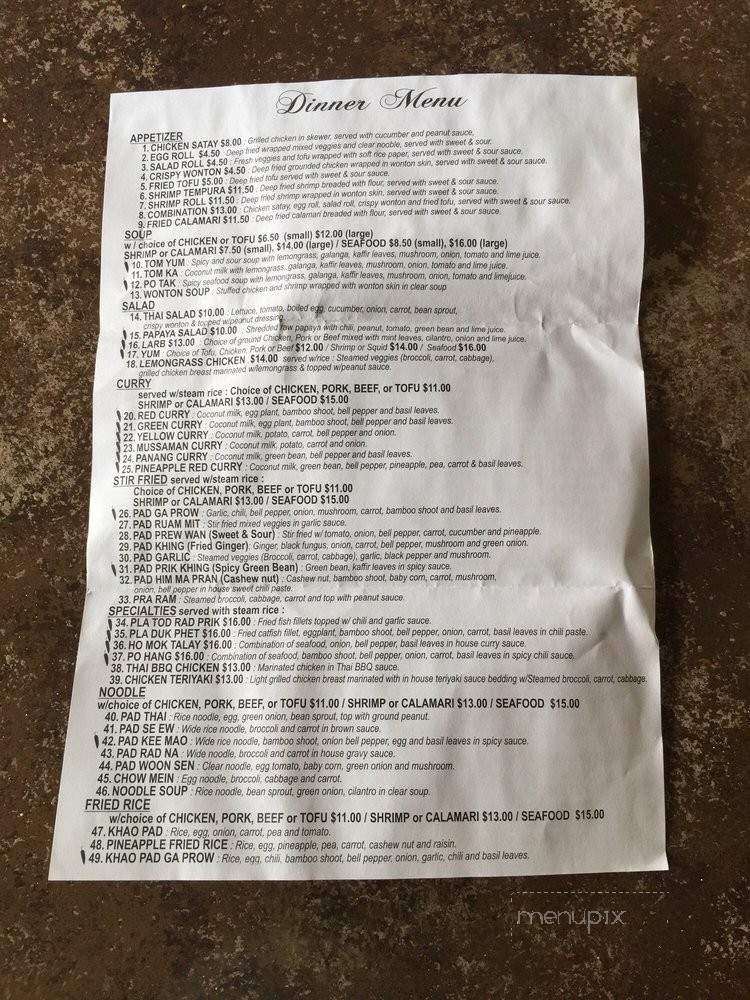 Dinner Menu
APPETIZER
1. CHICKEN SATAY $8.00 : Grilled chicken in skewer, served with cucumber and peanut sauce,
2. EGG ROLL $4.50 : Deep fried wrapped mixed veggies and clear nooble, served with sweet & sour.
3. SALAD ROLL $4.50 : Fresh veggies and tofu wrapped with soft rice paper, served with sweet & sour sauce.
4. CRISPY WONTON $4.50 : Deep fried grounded chicken wrapped in wonton skin, served with sweet & sour sauce.
5. FRIED TOFU $5.00 : Deep fried tofu served with sweet & sour sauce.
6. SHRIMP TEMPURA $11.50 : Deep fried shrimp breaded with flour, served with sweet & sour sauce.
7. SHRIMP ROLL $11.50 : Deep fried shrimp wrapped in wonton skin, served with sweet & sour sauce.
8. COMBINATION $13.00 : Chicken satay, egg roll, salad roll, crispy wonton and fried tofu, served with sweet & sour sauce.
9. FRIED CALAMARI $11.50 : Deep fried calamari breaded with flour, served with sweet & sour sauce.
SOUP
w / choice of CHICKEN or TOFU $6.50 (small) $12.00 (large)
SHRIMP or CALAMARI $7.50 (small), $14.00 (large) / SEAFOOD $8.50 (small), $16.00 (large)
10. TOM YUM : Spicy and sour soup with lemongrass, galanga, kaffir leaves, mushroom, onion, tomato and lime juice.
11. TOM KA : Coconut milk with lemongrass, galanga, kaffir leaves, mushroom, onion, tomato and lime juice.
12. PO TAK : Spicy seafood soup with lemongrass, galanga, kaffir leaves, mushroom, onion, tomato and limejuice.
13. WONTON SOUP : Stuffed chicken and shrimp wrapped with wonton skin in clear soup
SALAD
14. THAI SALAD $10.00 : Lettuce, tomato, boiled egg, cucumber, onion, carrot, bean sprout,
crispy wonton & topped w/peanut dressing
15. PAPAYA SALAD $10.00 : Shredded raw papaya with chili, peanut, tomato, green bean and lime juice.
16. LARB $13.00 : Choice of ground Chicken, Pork or Beef mixed with mint leaves, cilantro, onion and lime juice.
17. YUM : Choice of Tofu, Chicken, Pork or Beef $12.00 / Shrimp or Squid $14.00 / Seafood $16.00
18. LEMONGRASS CHICKEN $14.00 served w/rice : Steamed veggies (broccoli, carrot, cabbage),
grilled chicken breast marinated w/lemongrass & topped w/peanut sauce.
CURRY
served w/steam rice : Choice of CHICKEN, PORK, BEEF, or TOFU $11.00
SHRIMP or CALAMARI $13.00 / SEAFOOD $15.00
20. RED CURRY : Coconut milk, egg plant, bamboo shoot, bell pepper and basil leaves.
21. GREEN CURRY : Coconut milk, egg plant, bamboo shoot, bell pepper and basil leaves.
22. YELLOW CURRY : Coconut milk, potato, carrot, bell pepper and onion.
23. MUSSAMAN CURRY : Coconut milk, potato, carrot and onion.
24. PANANG CURRY : Coconut milk, green bean, bell pepper and basil leaves.
25. PINEAPPLE RED CURRY : Coconut milk, green bean, bell pepper, pineapple, pea, carrot & basil leaves.
STIR FRIED served w/steam rice :
Choice of CHICKEN, PORK, BEEF or TOFU $11.00
SHRIMP or CALAMARI $13.00 / SEAFOOD $15.00
26. PAD GA PROW : Garlic, chili, bell pepper, onion, mushroom, carrot, bamboo shoot and basil leaves.
27. PAD RUAM MIT : Stir fried mixed veggies in garlic sauce.
28. PAD PREW WAN (Sweet & Sour) : Stir fried w/ tomato, onion, bell pepper, carrot, cucumber and pineapple.
29. PAD KHING (Fried Ginger): Ginger, black fungus, onion, carrot, bell pepper, mushroom and green onion.
30. PAD GARLIC : Steamed veggies (Broccoli, carrot, cabbage), garlic, black pepper and mushroom.
31. PAD PRIK KHING (Spicy Green Bean) : Green bean, kaffir leaves in spicy sauce.
32. PAD HIM MA PRAN (Cashew nut) : Cashew nut, bamboo shoot, baby corn, carrot, mushroom,
onion, bell pepper in house sweet chili paste.
33. PRA RAM : Steamed broccoli, cabbage, carrot and top with peanut sauce.
SPECIALTIES served with steam rice :
34. PLA TOD RAD PRIK $16.00 : Fried fish fillets topped w/ chili and garlic sauce.
35. PLA DUK PHET $16.00 : Fried catfish fillet, eggplant, bamboo shoot, bell pepper, onion, carrot, basil leaves in chili paste.
36. HO MOK TALAY $16.00 : Combination of seafood, onion, bell pepper, basil leaves in house curry sauce.
37. PO HANG $16.00 : Combination of seafood, bamboo shoot, bell pepper, onion, carrot, basil leaves in spicy chili sauce.
38. THAI BBQ CHICKEN $13.00 : Marinated chicken in Thai BBQ sauce.
39. CHICKEN TERIYAKI $13.00 : Light grilled chicken breast marinated with in house teriyaki sauce bedding w/Steamed broccoli, carrot, cabbage.
NOODLE
w/choice of CHICKEN, PORK, BEEF, or TOFU $11.00 / SHRIMP or CALAMARI $13.00 / SEAFOOD $15.00
40. PAD THAI : Rice noodle, egg, green onion, bean sprout, top with ground peanut.
41. PAD SE EW : Wide rice noodle, broccoli and carrot in brown sauce.
42. PAD KEE MAO : Wide rice noodle, bamboo shoot, onion bell pepper, egg and basil leaves in spicy sauce.
43. PAD RAD NA : Wide noodle, broccoli and carrot in house gravy sauce.
44. PAD WOON SEN : Clear noodle, egg tomato, baby corn, green onion and mushroom.
45. CHOW MEIN : Egg noodle, broccoli, cabbage and carrot.
46. NOODLE SOUP : Rice noodle, bean sprout, green onion, cilantro in clear soup.
FRIED RICE
w/choice of CHICKEN, PORK, BEEF or TOFU $11.00 / SHRIMP or CALAMARI $13.00 / SEAFOOD $15.00
47. KHAO PAD : Rice, egg, onion, carrot, pea and tomato.
48. PINEAPPLE FRIED RICE : Rice, egg, pineapple, pea, carrot, cashew nut and raisin.
49. KHAO PAD GA PROW : Rice, egg, chili, bamboo shoot, bell pepper, onion, garlic, chili and basil leaves.
menupix